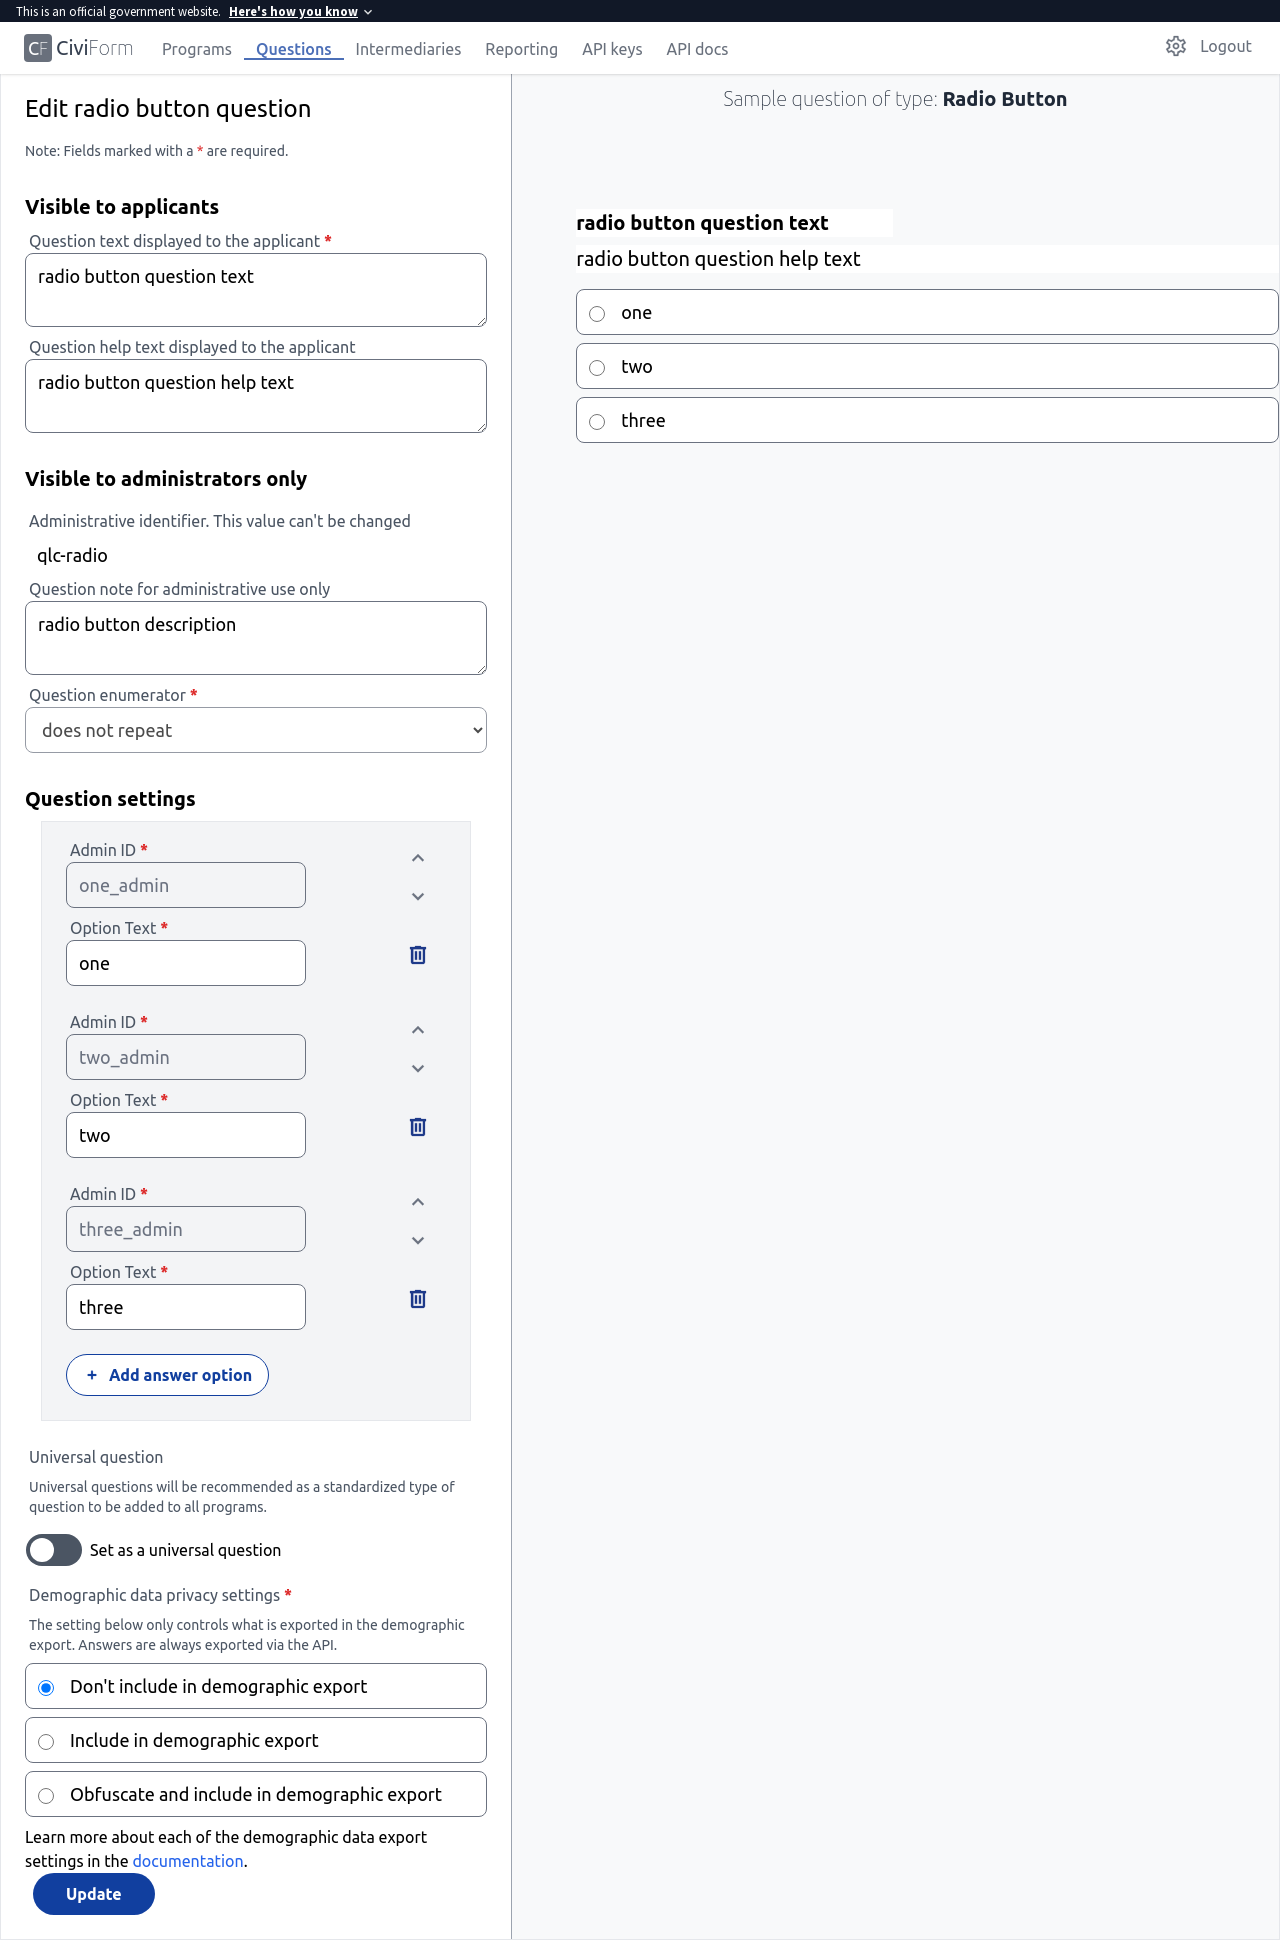 This is an official government website. Here's how you know
CF CiviForm Programs Questions Intermediaries Reporting API keys API docs Logout
Edit radio button question
Note: Fields marked with a * are required.
Visible to applicants
Question text displayed to the applicant *
radio button question text
Question help text displayed to the applicant
radio button question help text
Visible to administrators only
Administrative identifier. This value can't be changed
qlc-radio
Question note for administrative use only
radio button description
Question enumerator *
does not repeat
Question settings
Admin ID *
one_admin
Option Text *
one
Admin ID *
two_admin
Option Text *
two
Admin ID *
three_admin
Option Text *
three
+ Add answer option
Universal question
Universal questions will be recommended as a standardized type of
question to be added to all programs.
Set as a universal question
Demographic data privacy settings *
The setting below only controls what is exported in the demographic
export. Answers are always exported via the API.
Don't include in demographic export
Include in demographic export
Obfuscate and include in demographic export
Learn more about each of the demographic data export
settings in the documentation.
Update
Sample question of type: Radio Button
radio button question text
radio button question help text
one
two
three